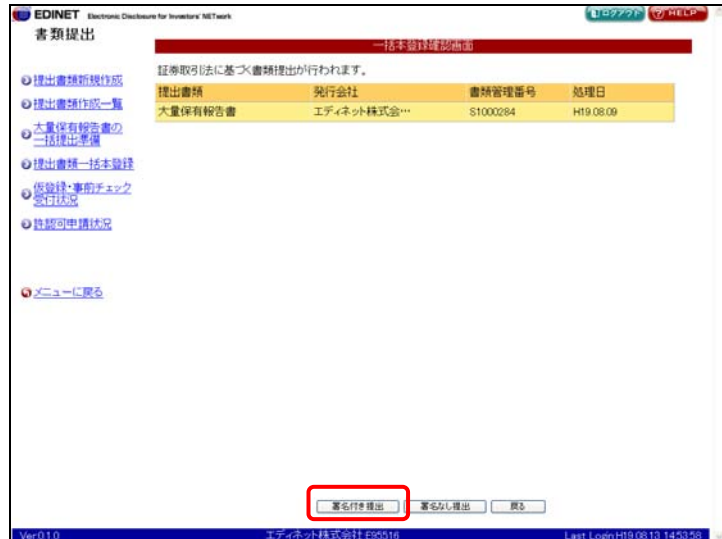 EDINET Electronic Disclosure for Investors' NETwork
ログアウト
HELP
書類提出
一括本登録確認画面
証券取引法に基づく書類提出が行われます。
提出書類 発行会社 書類管理番号 処理日
大量保有報告書 エディネット株式会… S1000284 H19.08.09
提出書類新規作成
提出書類作成一覧
大量保有報告書の
一括提出準備
提出書類一括本登録
仮登録・事前チェック
受付状況
許認可申請状況
メニューに戻る
署名付き提出 署名なし提出 戻る
Ver.0.1.0 エディネット株式会社 E95516 Last Login H19.08.13 14:53:58